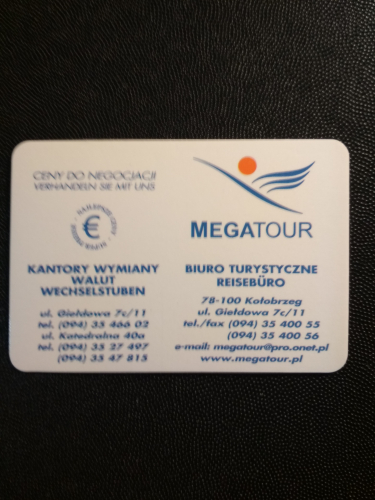 CENY DO NEGOCJACJI
VERHANDELN SIE MIT UNS
NAJLEPSZE CENY
€
KANTORY WYMIANY
WALUT
WECHSELSTUBEN
ul. Giełdowa 7c/11
tel. (094) 35 466 02
ul. Katedralna 40a
tel. (094) 35 27 497
(094) 35 47 815
MEGATOUR
BIURO TURYSTYCZNE
REISEBÜRO
78-100 Kołobrzeg
ul. Giełdowa 7c/11
tel./fax (094) 35 400 55
(094) 35 400 56
e-mail: megatour@pro.onet.pl
www.megatour.pl